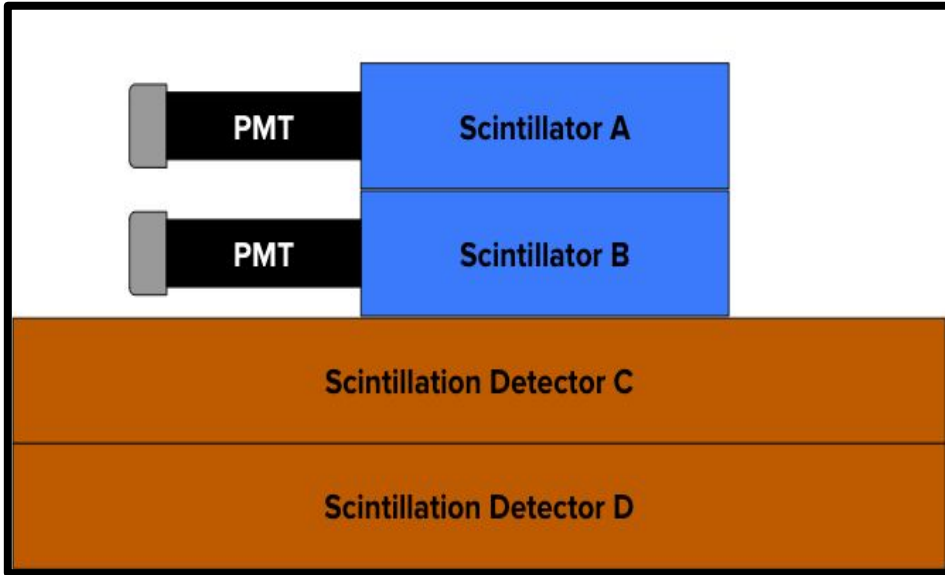 PMT
Scintillator A
PMT
Scintillator B
Scintillation Detector C
Scintillation Detector D